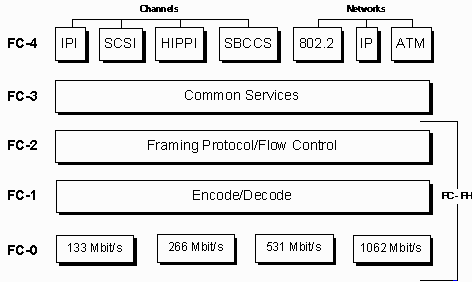 Channels Networks
FC-4 IPI SCSI HIPPI SBCCS 802.2 IP ATM
FC-3 Common Services
FC-2 Framing Protocol/Flow Control
FC-1 Encode/Decode
FC-PH
FC-0 133 Mbit/s 266 Mbit/s 531 Mbit/s 1062 Mbit/s